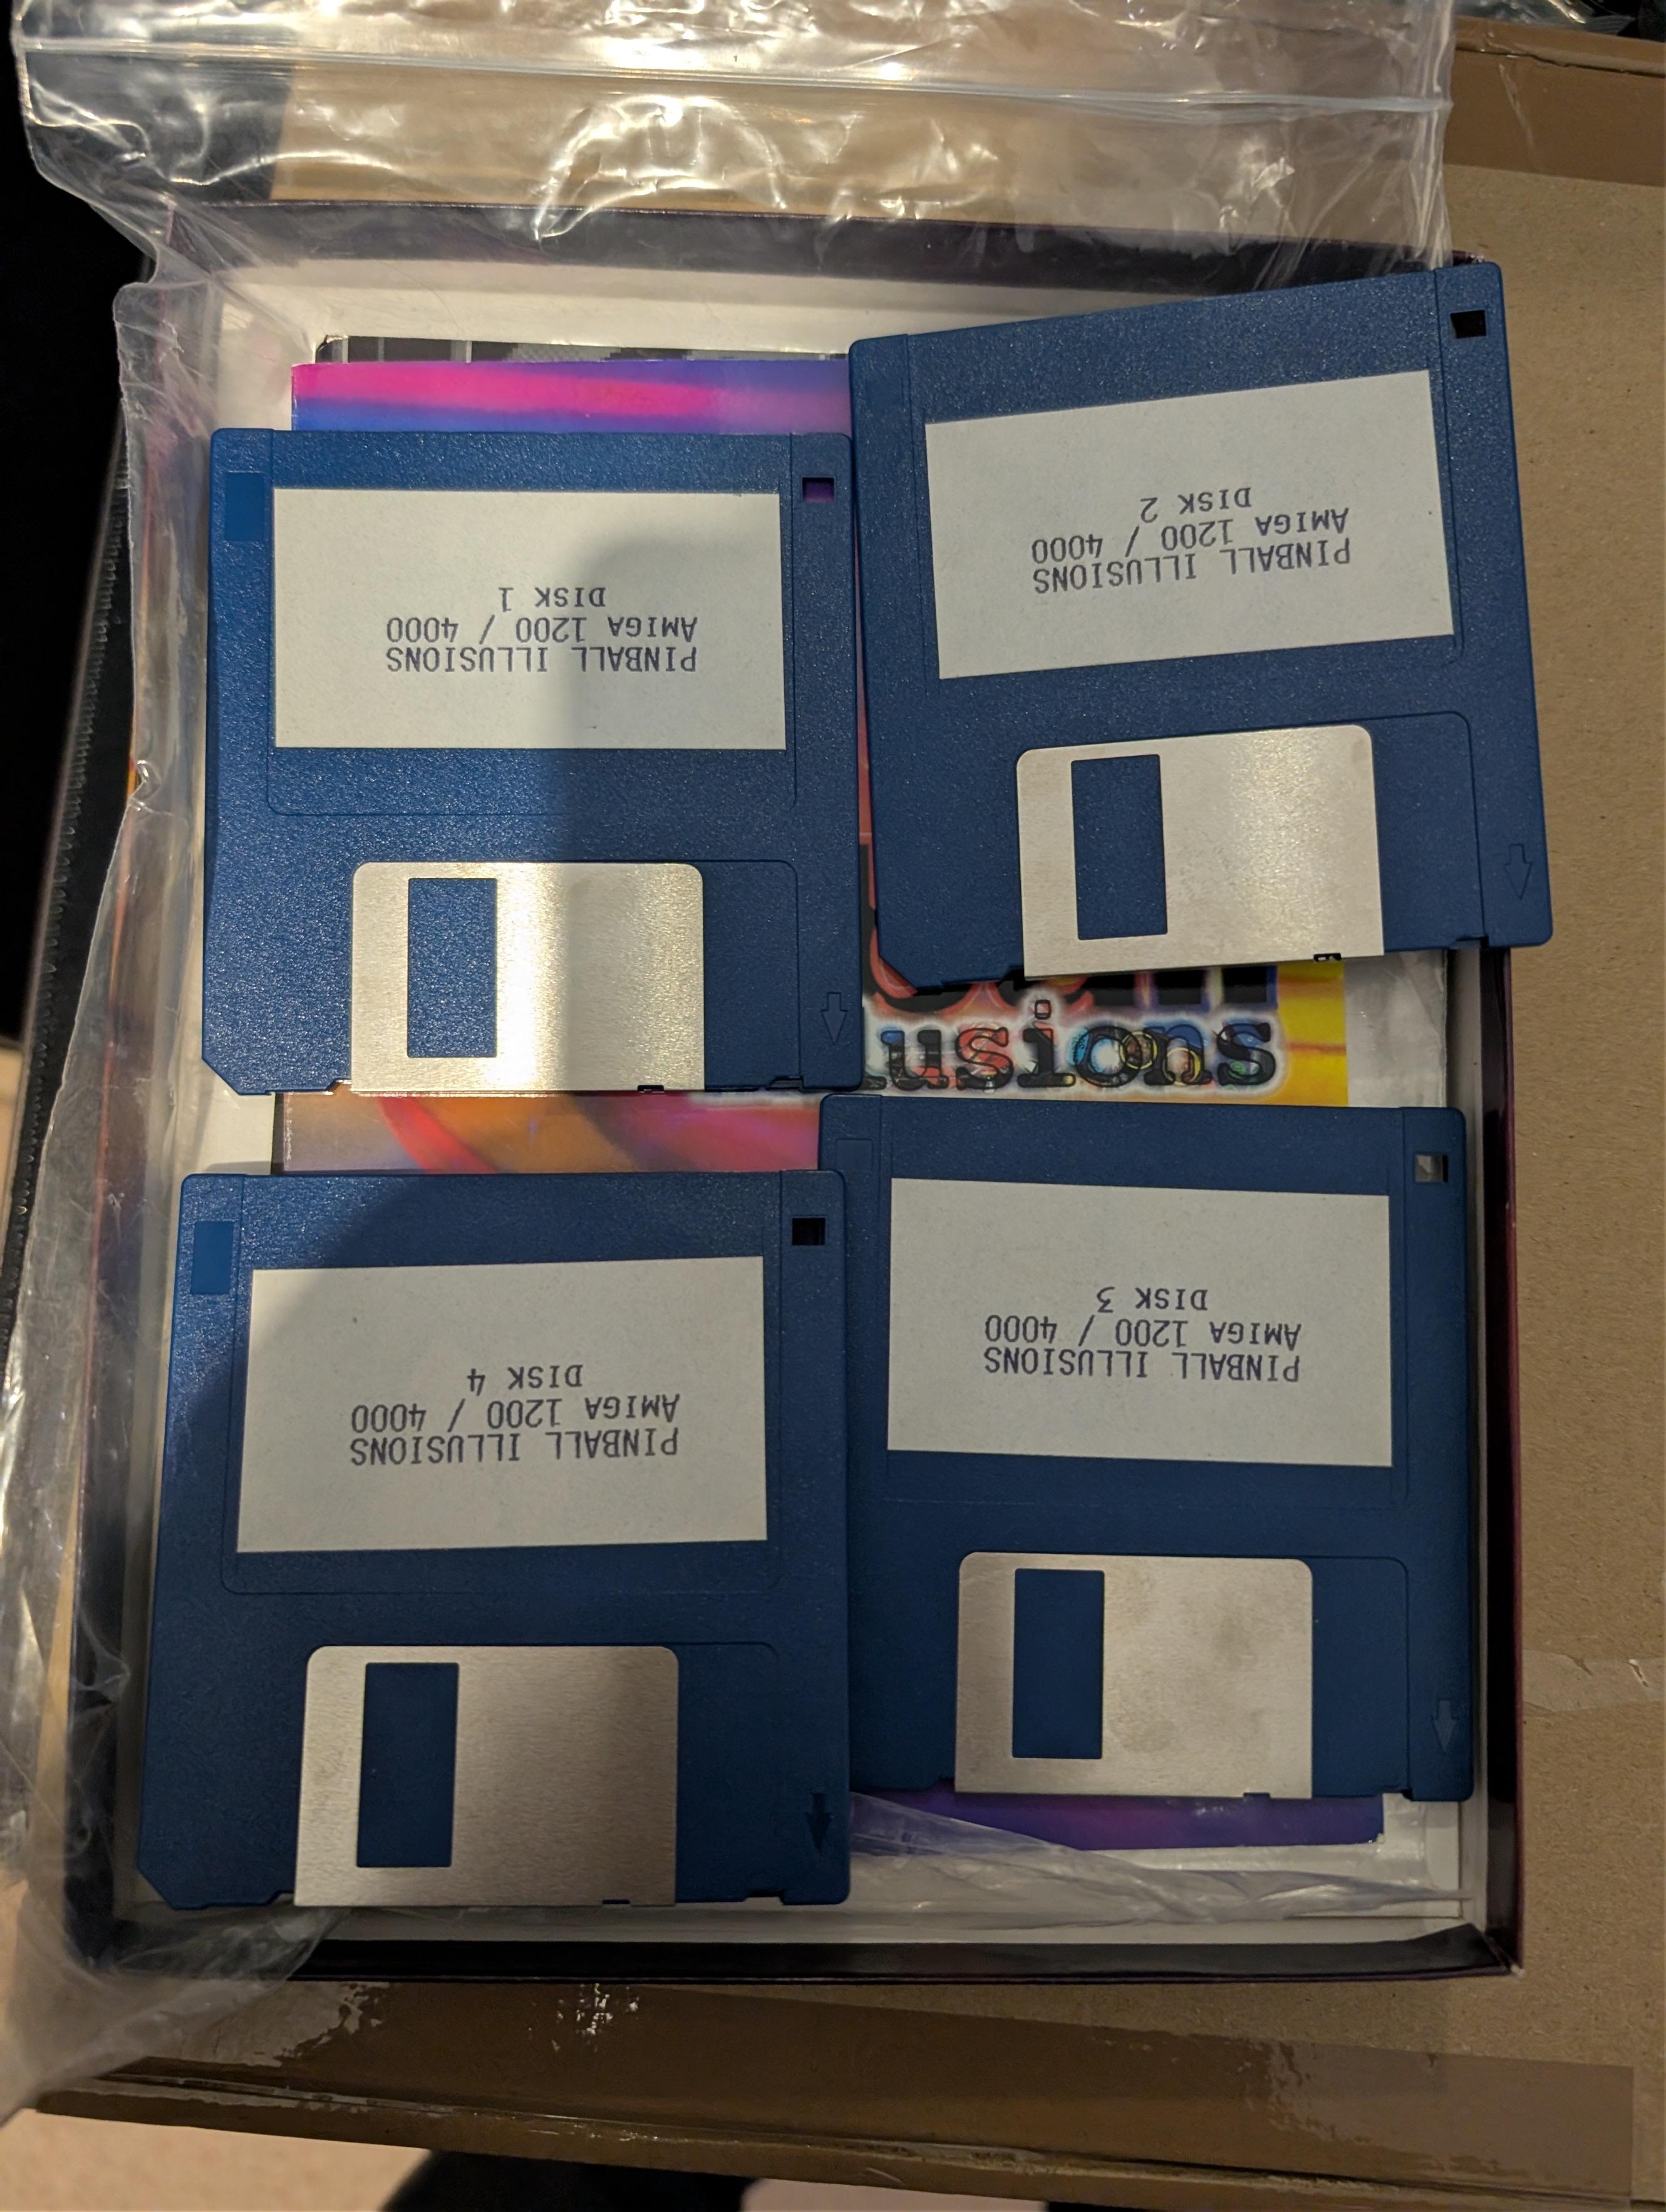 PINBALL ILLUSIONS
AMIGA 1200 / 4000
DISK 1
PINBALL ILLUSIONS
AMIGA 1200 / 4000
DISK 2
lusions
PINBALL ILLUSIONS
AMIGA 1200 / 4000
DISK 4
PINBALL ILLUSIONS
AMIGA 1200 / 4000
DISK 3